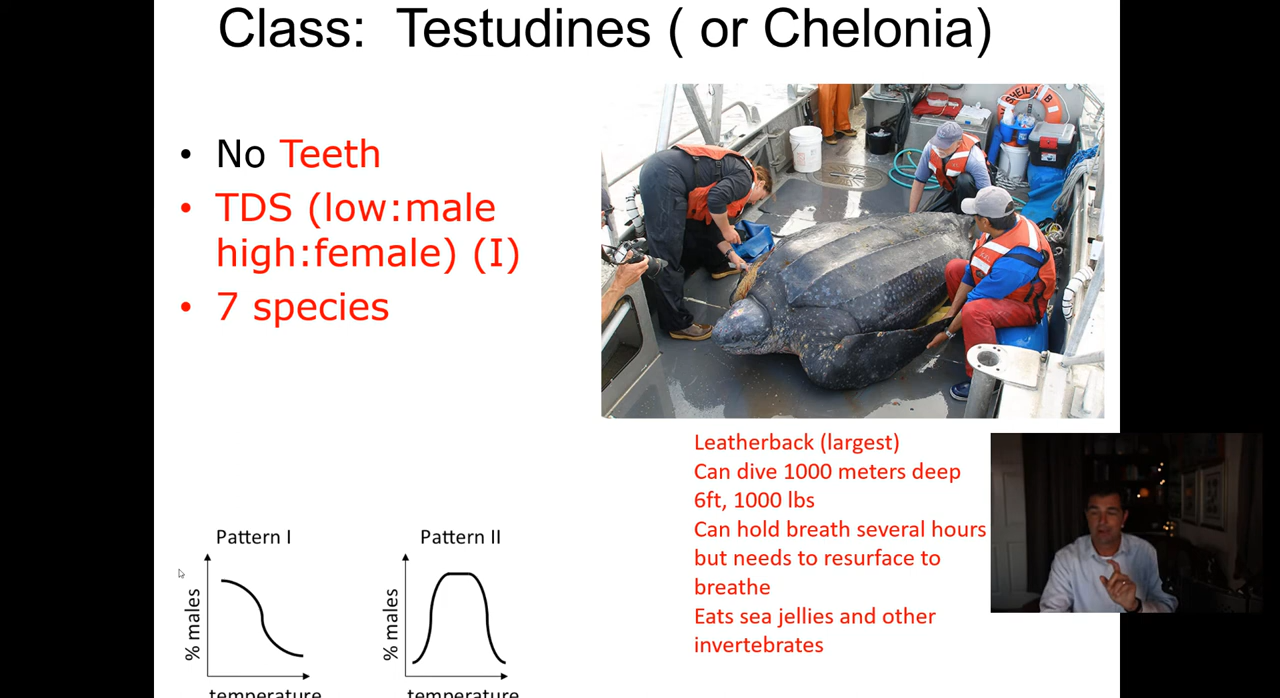 Class: Testudines ( or Chelonia)
• No Teeth
• TDS (low:male
high:female) (I)
• 7 species
Leatherback (largest)
Can dive 1000 meters deep
6ft, 1000 lbs
Can hold breath several hours
but needs to resurface to
breathe
Eats sea jellies and other
invertebrates
Pattern I
% males
temperature
Pattern II
% males
temperature